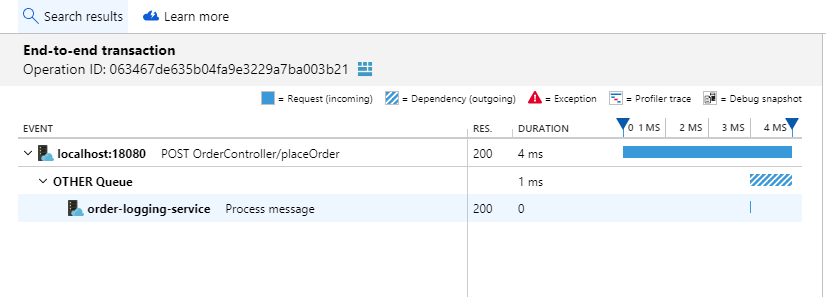 Search results Learn more
End-to-end transaction
Operation ID: 063467de635b04fa9e3229a7ba003b21
= Request (incoming) = Dependency (outgoing) = Exception = Profiler trace = Debug snapshot
EVENT RES. DURATION 0 1 MS 2 MS 3 MS 4 MS
localhost:18080 POST OrderController/placeOrder 200 4 ms
OTHER Queue 1 ms
order-logging-service Process message 200 0